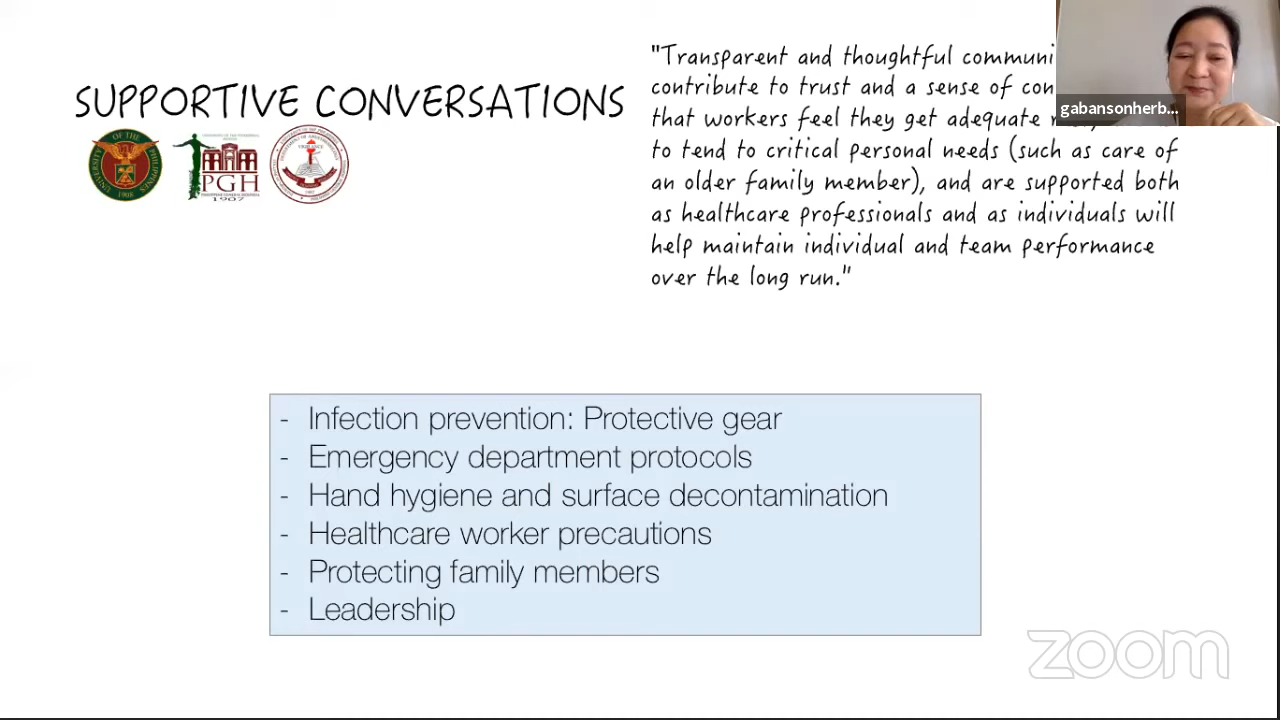 SUPPORTIVE CONVERSATIONS
OF THE
1908
PGH
1907
"Transparent and thoughtful
contribute to trust and a sense of
that workers feel they get adequate
to tend to critical personal needs (such as care of
an older family member), and are supported both
as healthcare professionals and as individuals will
help maintain individual and team performance
over the long run."
gabansonherb...
- Infection prevention: Protective gear
- Emergency department protocols
- Hand hygiene and surface decontamination
- Healthcare worker precautions
- Protecting family members
- Leadership
zoom